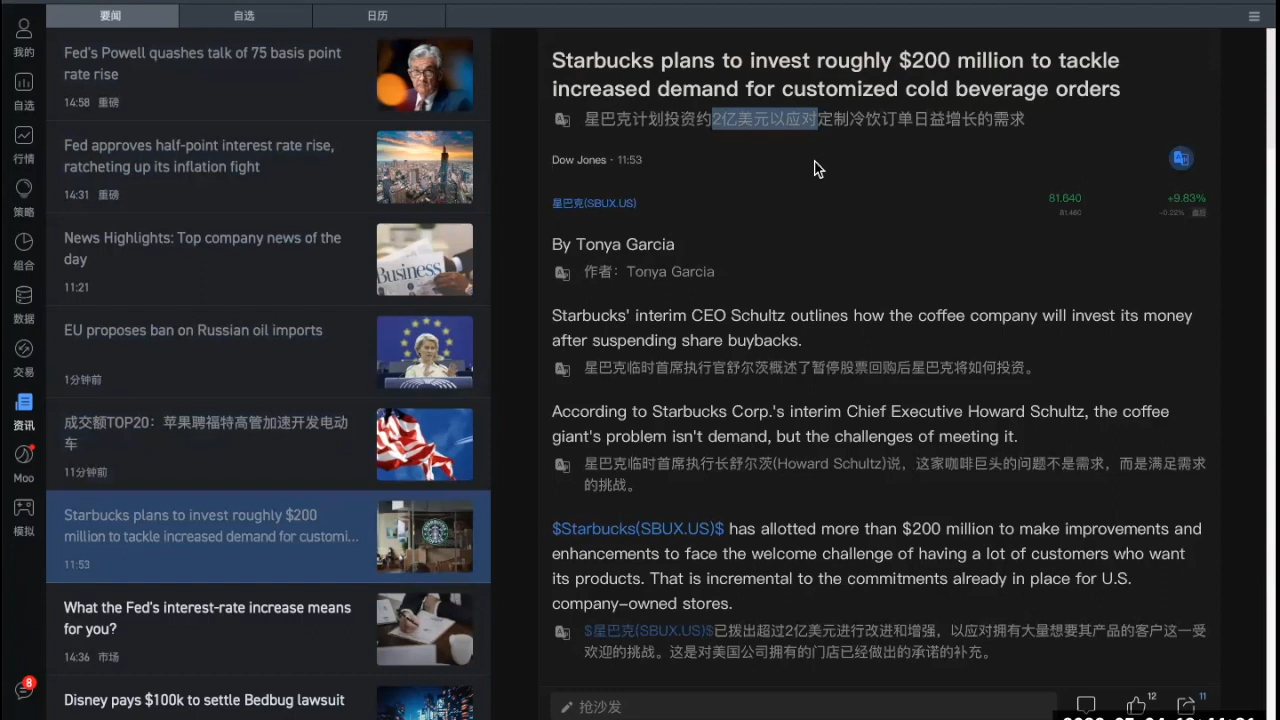 要闻
自选
日历
我的
自选
行情
策略
组合
数据
交易
资讯
Moo
模拟
8
Fed's Powell quashes talk of 75 basis point
rate rise
14:58 重磅
Fed approves half-point interest rate rise,
ratcheting up its inflation fight
14:31 重磅
News Highlights: Top company news of the
day
11:21
Business
EU proposes ban on Russian oil imports
1分钟前
成交额TOP20：苹果聘福特高管加速开发电动
车
11分钟前
Starbucks plans to invest roughly $200
million to tackle increased demand for customi...
11:53
What the Fed's interest-rate increase means
for you?
14:36 市场
Disney pays $100k to settle Bedbug lawsuit
Starbucks plans to invest roughly $200 million to tackle
increased demand for customized cold beverage orders
星巴克计划投资约2亿美元以应对定制冷饮订单日益增长的需求
Dow Jones · 11:53
星巴克(SBUX.US)
81.640
+9.83%
81.460
-0.22% 盘后
By Tonya Garcia
作者：Tonya Garcia
Starbucks' interim CEO Schultz outlines how the coffee company will invest its money
after suspending share buybacks.
星巴克临时首席执行官舒尔茨概述了暂停股票回购后星巴克将如何投资。
According to Starbucks Corp.'s interim Chief Executive Howard Schultz, the coffee
giant's problem isn't demand, but the challenges of meeting it.
星巴克临时首席执行长舒尔茨(Howard Schultz)说，这家咖啡巨头的问题不是需求，而是满足需求
的挑战。
$Starbucks(SBUX.US)$ has allotted more than $200 million to make improvements and
enhancements to face the welcome challenge of having a lot of customers who want
its products. That is incremental to the commitments already in place for U.S.
company-owned stores.
$星巴克(SBUX.US)$已拨出超过2亿美元进行改进和增强，以应对拥有大量想要其产品的客户这一受
欢迎的挑战。这是对美国公司拥有的门店已经做出的承诺的补充。
抢沙发
12
11